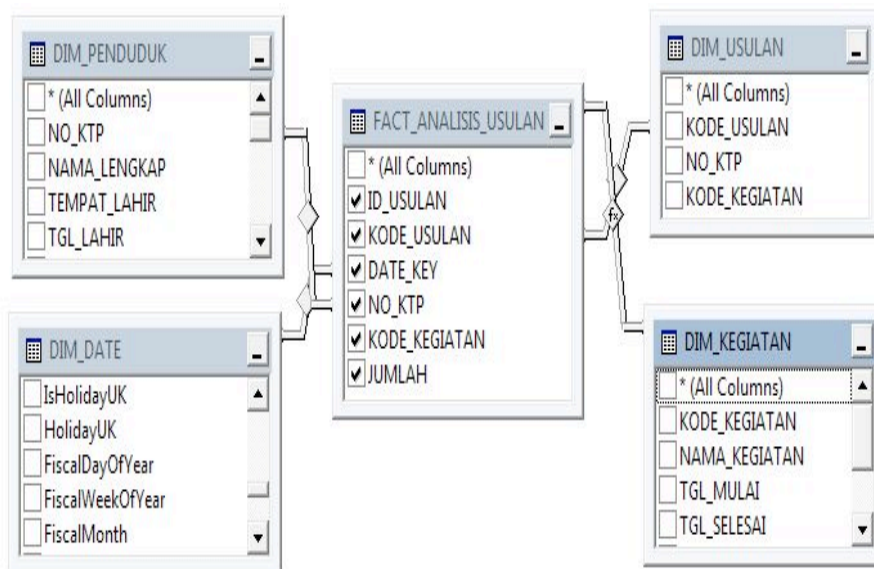 DIM_PENDUDUK
* (All Columns)
NO_KTP
NAMA_LENGKAP
TEMPAT_LAHIR
TGL_LAHIR
DIM_DATE
IsHolidayUK
HolidayUK
FiscalDayOfYear
FiscalWeekOfYear
FiscalMonth
FACT_ANALISIS_USULAN
* (All Columns)
ID_USULAN
KODE_USULAN
DATE_KEY
NO_KTP
KODE_KEGIATAN
JUMLAH
fx
DIM_USULAN
* (All Columns)
KODE_USULAN
NO_KTP
KODE_KEGIATAN
DIM_KEGIATAN
* (All Columns)
KODE_KEGIATAN
NAMA_KEGIATAN
TGL_MULAI
TGL_SELESAI